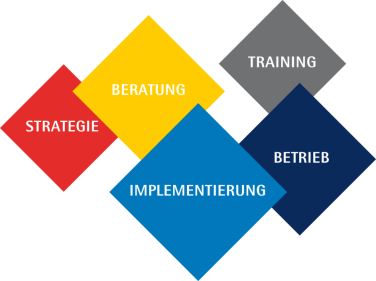 STRATEGIE
BERATUNG
IMPLEMENTIERUNG
TRAINING
BETRIEB